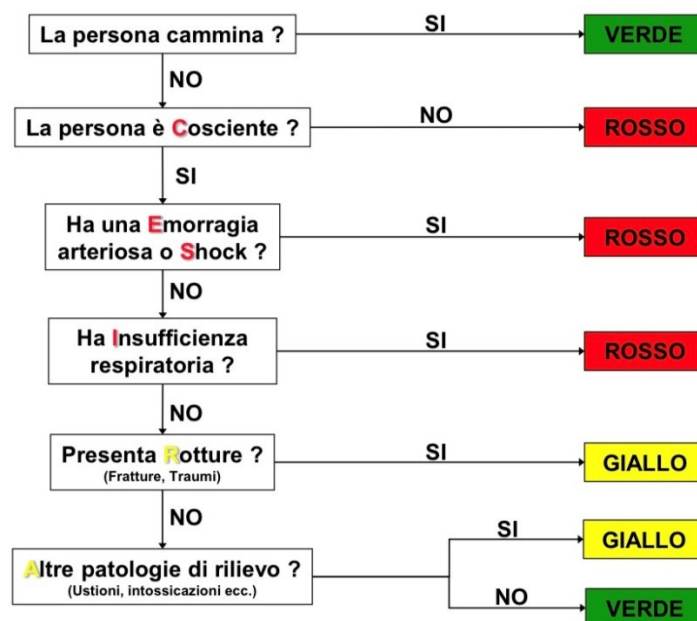 La persona cammina ?
SI
VERDE
NO
La persona è Cosciente ?
NO
ROSSO
SI
Ha una Emorragia
arteriosa o Shock ?
SI
ROSSO
NO
Ha Insufficienza
respiratoria ?
SI
ROSSO
NO
Presenta Rotture ?
(Fratture, Traumi)
SI
GIALLO
NO
Altre patologie di rilievo ?
(Ustioni, intossicazioni ecc.)
SI
GIALLO
NO
VERDE